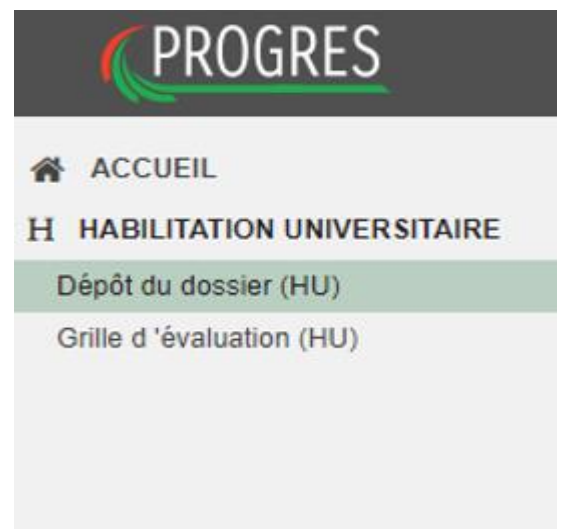 PROGRES
ACCUEIL
H HABILITATION UNIVERSITAIRE
Dépôt du dossier (HU)
Grille d 'évaluation (HU)